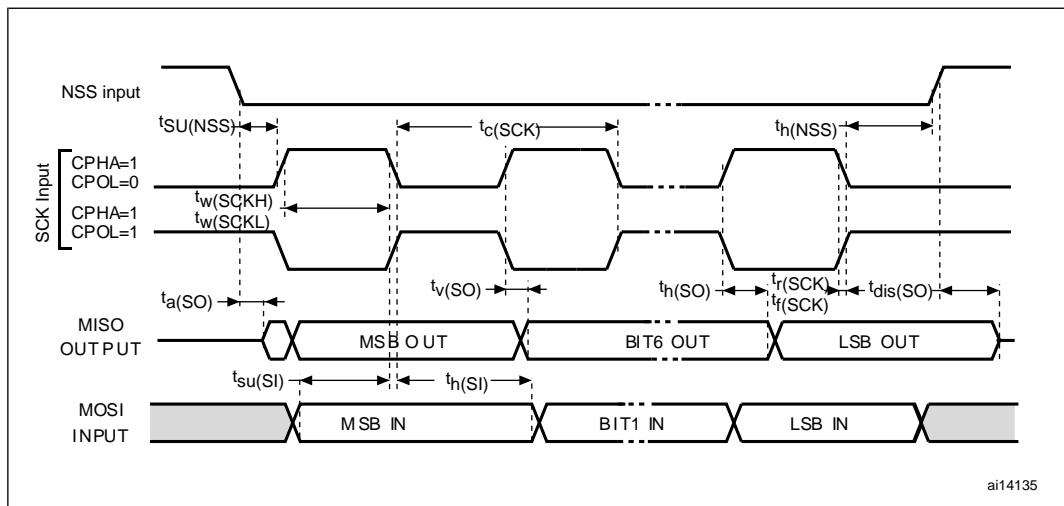 NSS input
tSU(NSS)
tc(SCK)
th(NSS)
SCK Input
CPHA=1
CPOL=0
tw(SCKH)
tw(SCKL)
CPHA=1
CPOL=1
ta(SO)
tv(SO)
th(SO)
tr(SCK)
tf(SCK)
tdis(SO)
MISO
OUTPUT
MSB OUT
BIT6 OUT
LSB OUT
tsu(SI)
th(SI)
MOSI
INPUT
MSB IN
BIT1 IN
LSB IN
ai14135